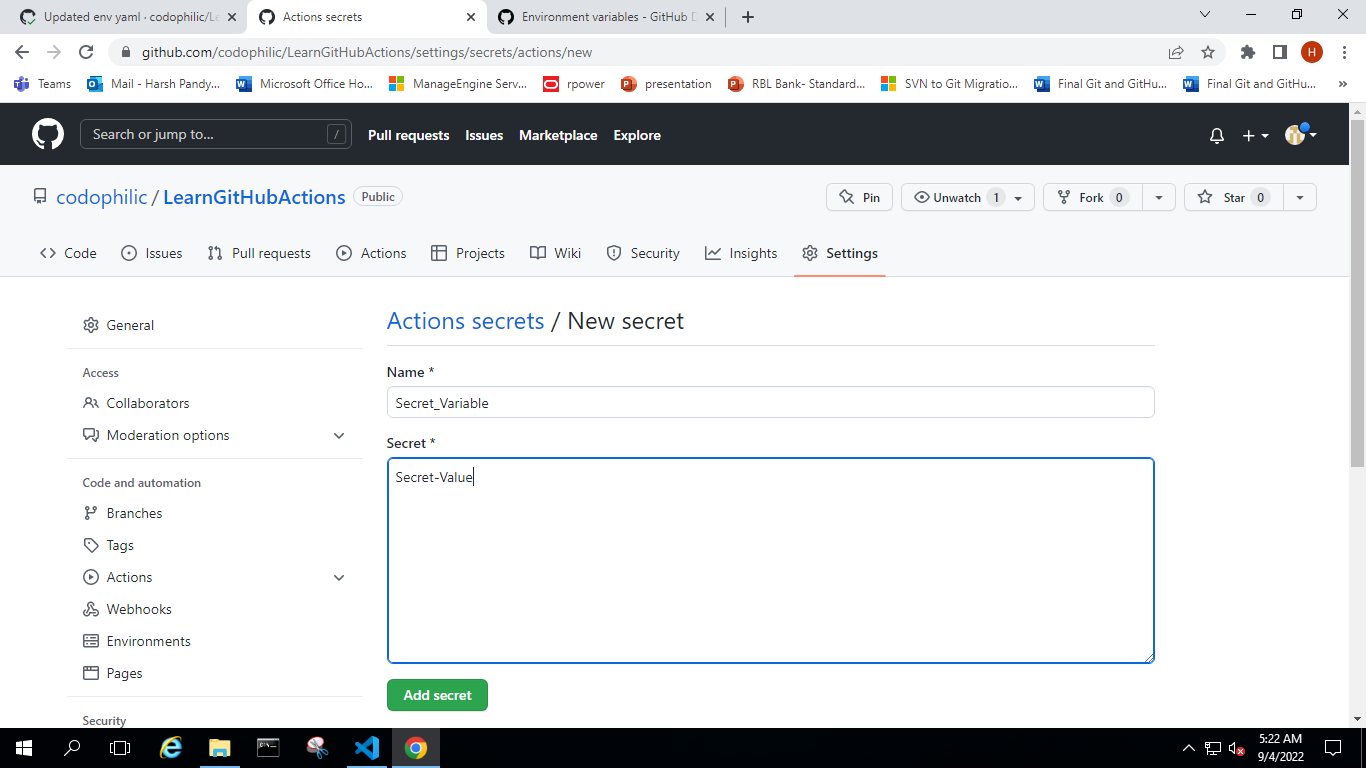 Updated env yaml · codophilic/Le
Actions secrets
Environment variables - GitHub D
github.com/codophilic/LearnGitHubActions/settings/secrets/actions/new
H
Teams
Mail - Harsh Pandy...
Microsoft Office Ho...
ManageEngine Serv...
rpower
presentation
RBL Bank- Standard...
SVN to Git Migratio...
Final Git and GitHu...
Final Git and GitHu...
»
Search or jump to...
/
Pull requests
Issues
Marketplace
Explore
codophilic / LearnGitHubActions
Public
Pin
Unwatch 1
Fork 0
Star 0
Code
Issues
Pull requests
Actions
Projects
Wiki
Security
Insights
Settings
General
Access
Collaborators
Moderation options
Code and automation
Branches
Tags
Actions
Webhooks
Environments
Pages
Security
Actions secrets / New secret
Name *
Secret_Variable
Secret *
Secret-Value
Add secret
5:22 AM
9/4/2022